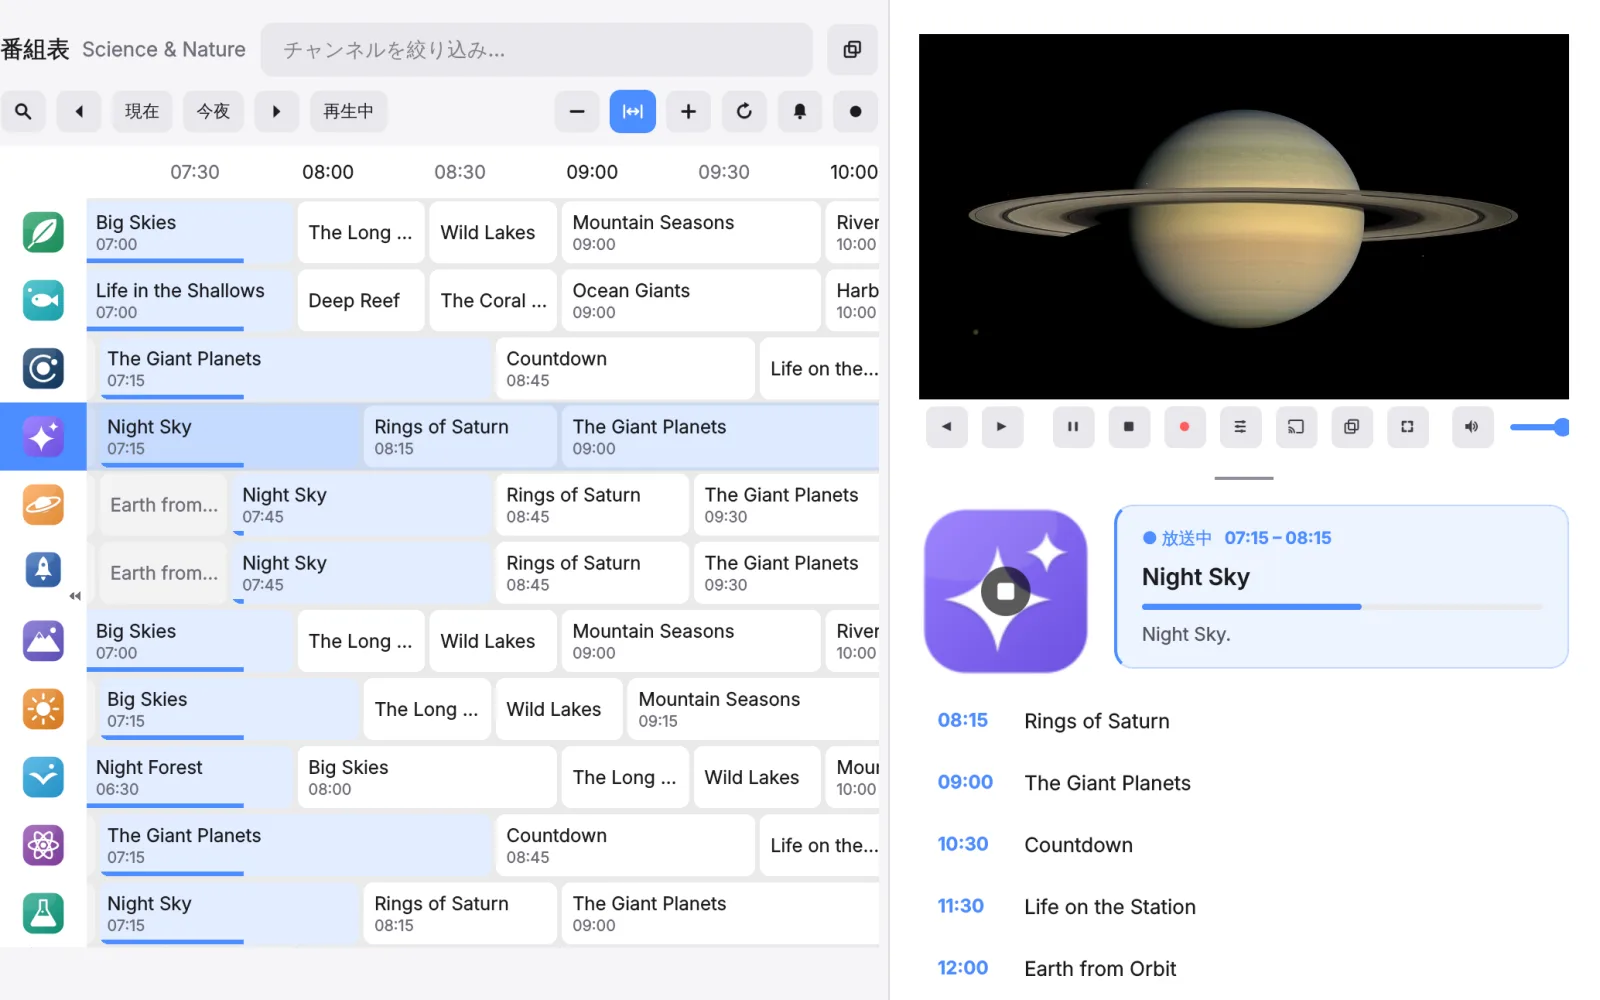 番組表 Science & Nature チャンネルを絞り込み...
現在 今夜 再生中
07:30 08:00 08:30 09:00 09:30 10:00
Big Skies
07:00
The Long ...
Wild Lakes
Mountain Seasons
09:00
River
10:00
Life in the Shallows
07:00
Deep Reef
The Coral ...
Ocean Giants
09:00
Harb
10:00
The Giant Planets
07:15
Countdown
08:45
Life on the...
Night Sky
07:15
Rings of Saturn
08:15
The Giant Planets
09:00
Earth from...
Night Sky
07:45
Rings of Saturn
08:45
The Giant Planets
09:30
Earth from...
Night Sky
07:45
Rings of Saturn
08:45
The Giant Planets
09:30
Big Skies
07:00
The Long ...
Wild Lakes
Mountain Seasons
09:00
River
10:00
Big Skies
07:15
The Long ...
Wild Lakes
Mountain Seasons
09:15
Night Forest
06:30
Big Skies
08:00
The Long ...
Wild Lakes
Moun
10:00
The Giant Planets
07:15
Countdown
08:45
Life on the...
Night Sky
07:15
Rings of Saturn
08:15
The Giant Planets
09:00
放送中 07:15 – 08:15
Night Sky
Night Sky.
08:15 Rings of Saturn
09:00 The Giant Planets
10:30 Countdown
11:30 Life on the Station
12:00 Earth from Orbit